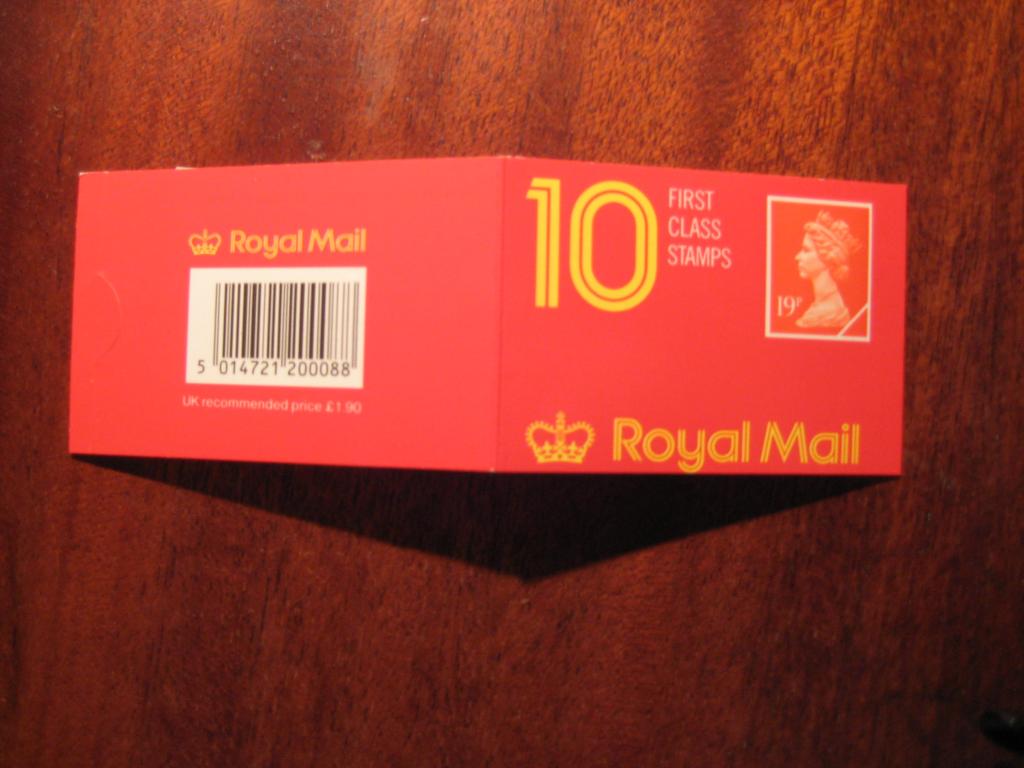 Royal Mail
5 014721 200088
UK recommended price £1.90
10
FIRST
CLASS
STAMPS
19P
Royal Mail